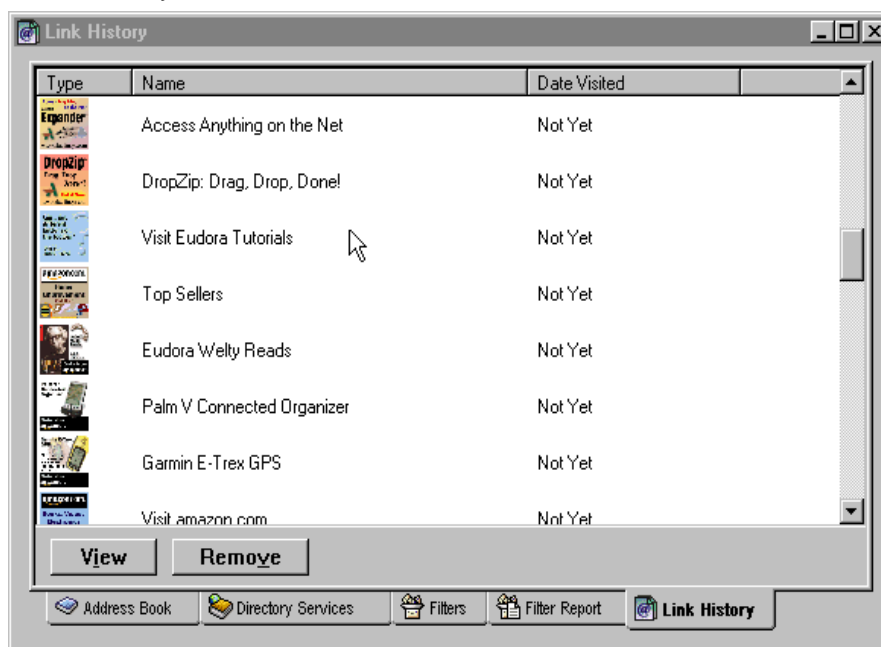 Link History
Type Name Date Visited
Expander
Access Anything on the Net Not Yet
DropZip
DropZip: Drag, Drop, Done! Not Yet
Visit Eudora Tutorials Not Yet
amazon.com
Top Sellers Not Yet
Eudora Welty Reads Not Yet
Palm V Connected Organizer Not Yet
Garmin E-Trex GPS Not Yet
amazon.com
Visit amazon.com Not Yet
View Remove
Address Book Directory Services Filters Filter Report Link History